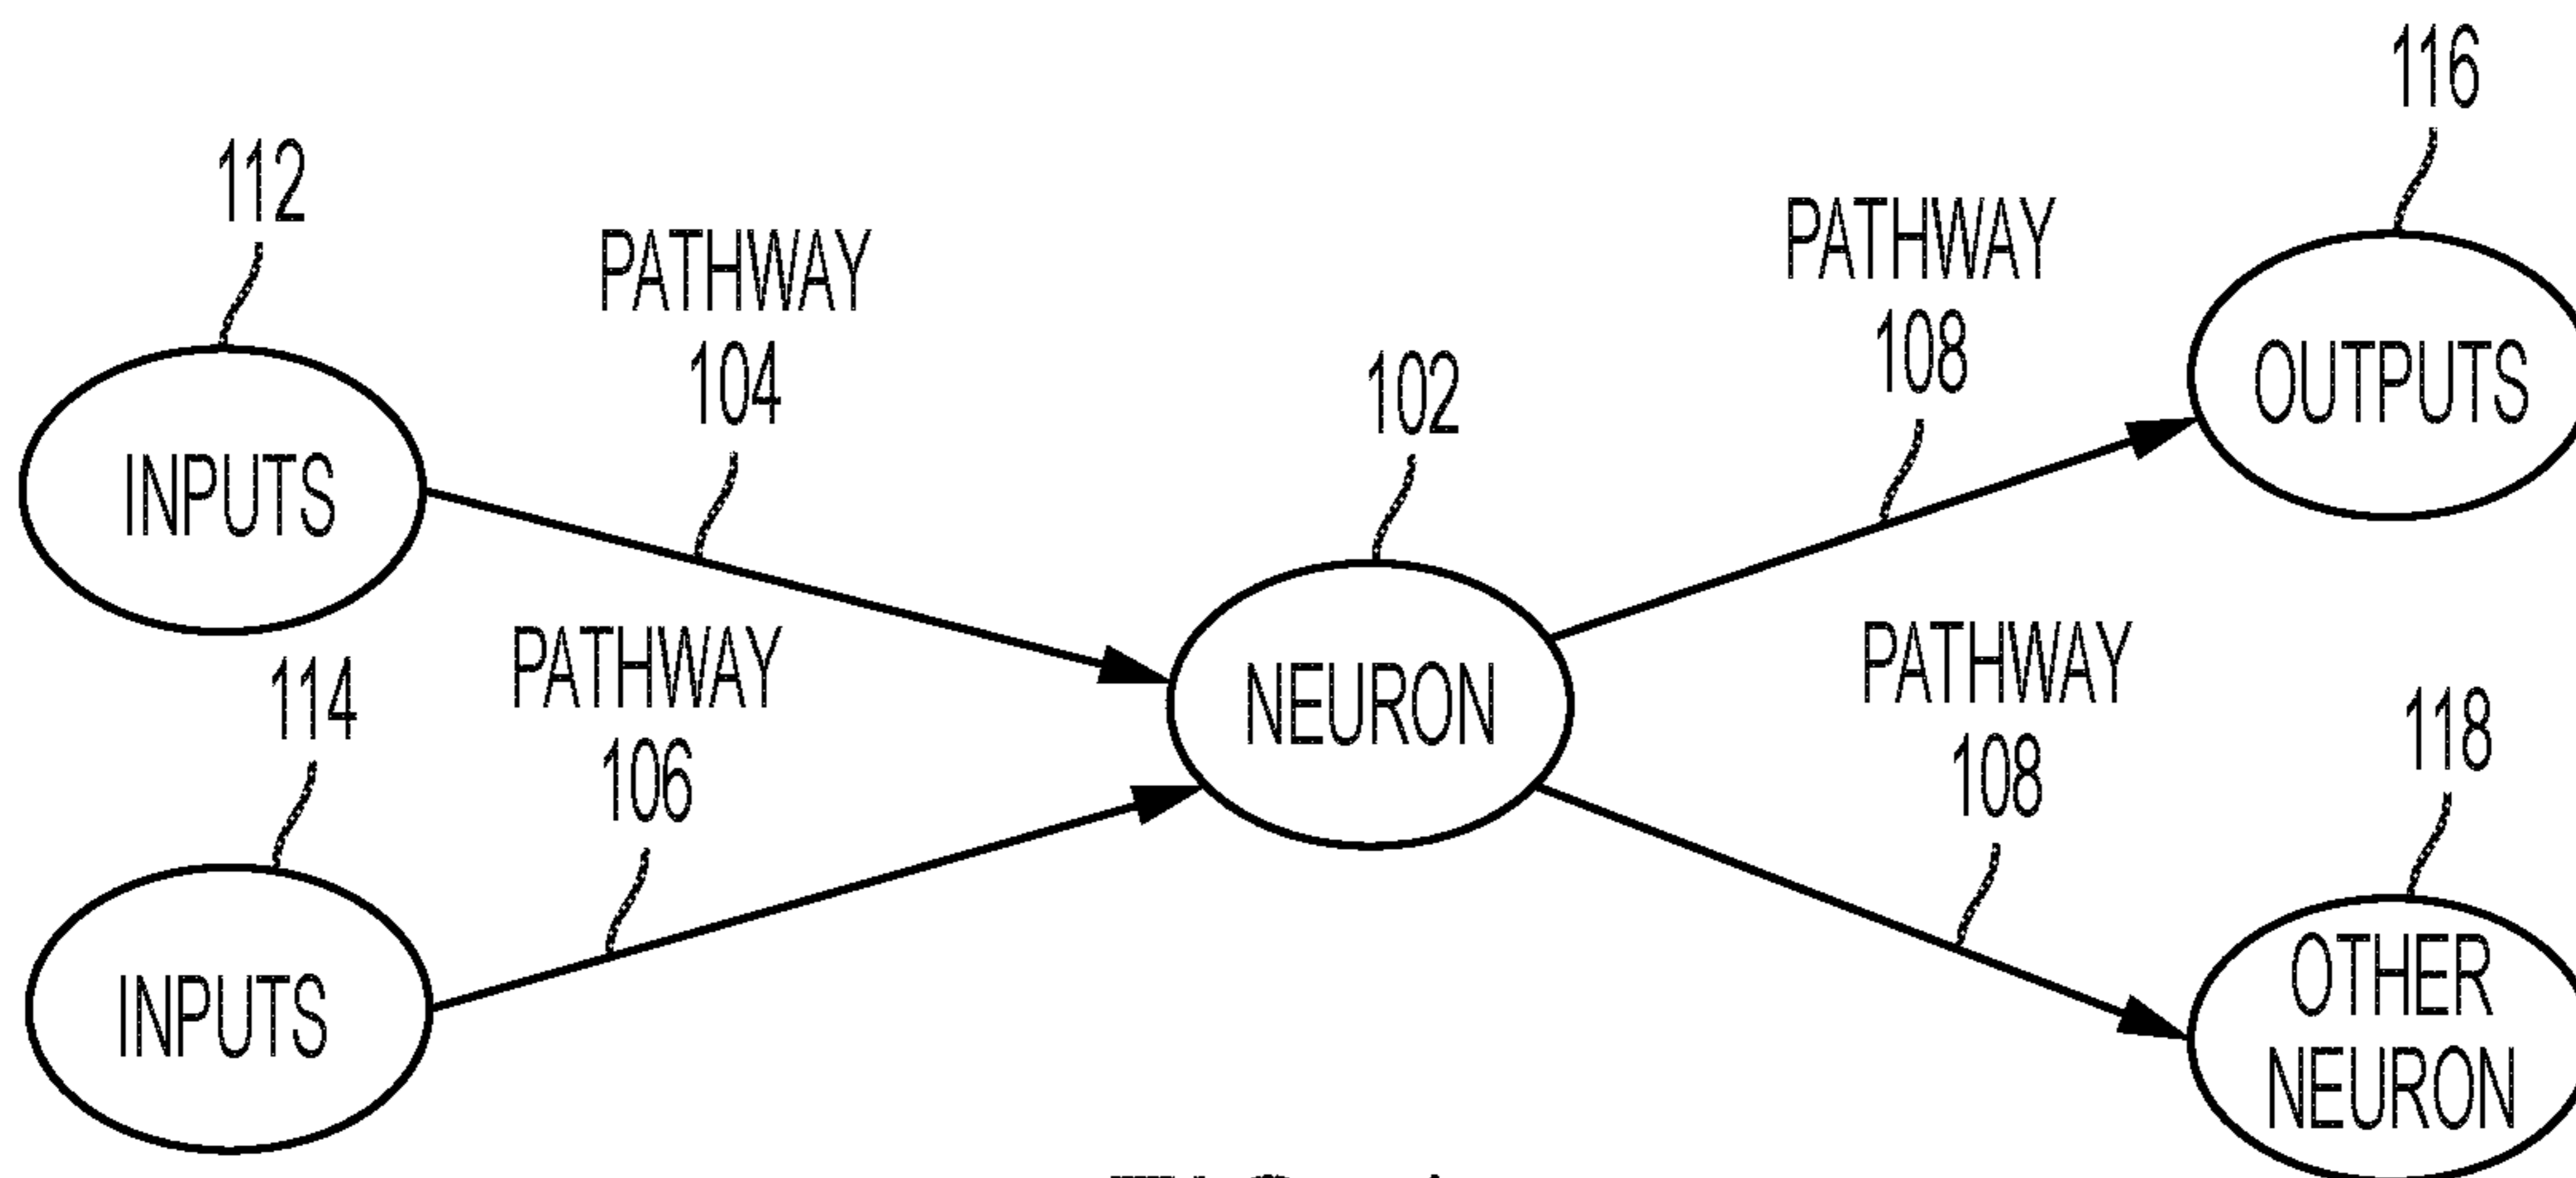 116
112
PATHWAY
108
PATHWAY
104
102
OUTPUTS
INPUTS
PATHWAY
106
114
NEURON
PATHWAY
108
118
INPUTS
OTHER
NEURON